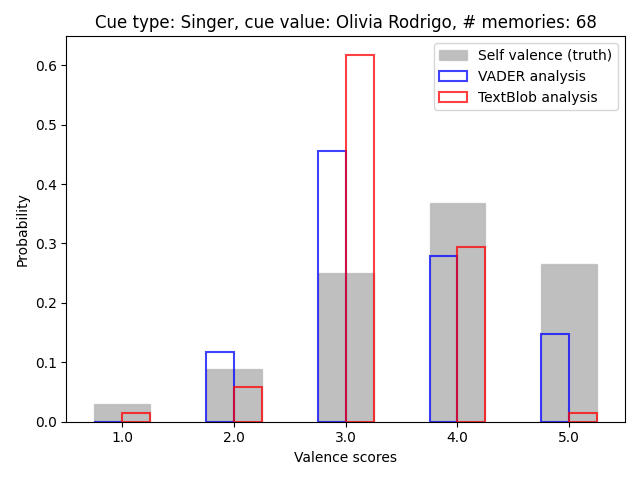 Cue type: Singer, cue value: Olivia Rodrigo, # memories: 68
Self valence (truth)
VADER analysis
TextBlob analysis
Probability
0.6
0.5
0.4
0.3
0.2
0.1
0.0
1.0 2.0 3.0 4.0 5.0
Valence scores